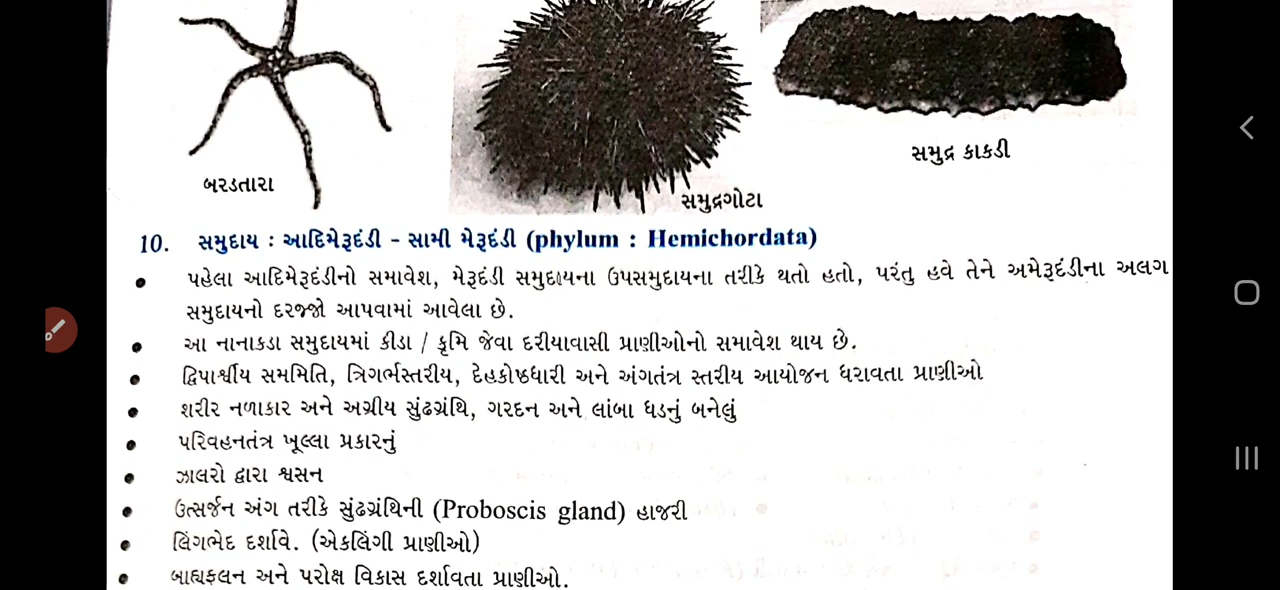 બરડતારા
સમુદ્રગોટા
સમુદ્ર કાકડી
10. સમુદાય : આદિમેરૂદંડી - સામી મેરૂદંડી (phylum : Hemichordata)
• પહેલા આદિમેરૂદંડીનો સમાવેશ, મેરૂદંડી સમુદાયના ઉપસમુદાયના તરીકે થતો હતો, પરંતુ હવે તેને અમેરૂદંડીના અલગ
સમુદાયનો દરજ્જો આપવામાં આવેલા છે.
• આ નાનાકડા સમુદાયમાં કીડા / કૃમિ જેવા દરીયાવાસી પ્રાણીઓનો સમાવેશ થાય છે.
• દ્વિપાર્શ્વીય સમમિતિ, ત્રિગર્ભસ્તરીય, દેહકોષ્ઠધારી અને અંગતંત્ર સ્તરીય આયોજન ધરાવતા પ્રાણીઓ
• શરીર નળાકાર અને અગ્રીય સુંઢગ્રંથિ, ગરદન અને લાંબા ધડનું બનેલું
• પરિવહનતંત્ર ખૂલ્લા પ્રકારનું
• ઝાલરો દ્વારા શ્વસન
• ઉત્સર્જન અંગ તરીકે સુંઢગ્રંથિની (Proboscis gland) હાજરી
• લિંગભેદ દર્શાવે. (એકલિંગી પ્રાણીઓ)
• બાહ્યફલન અને પરોક્ષ વિકાસ દર્શાવતા પ્રાણીઓ.